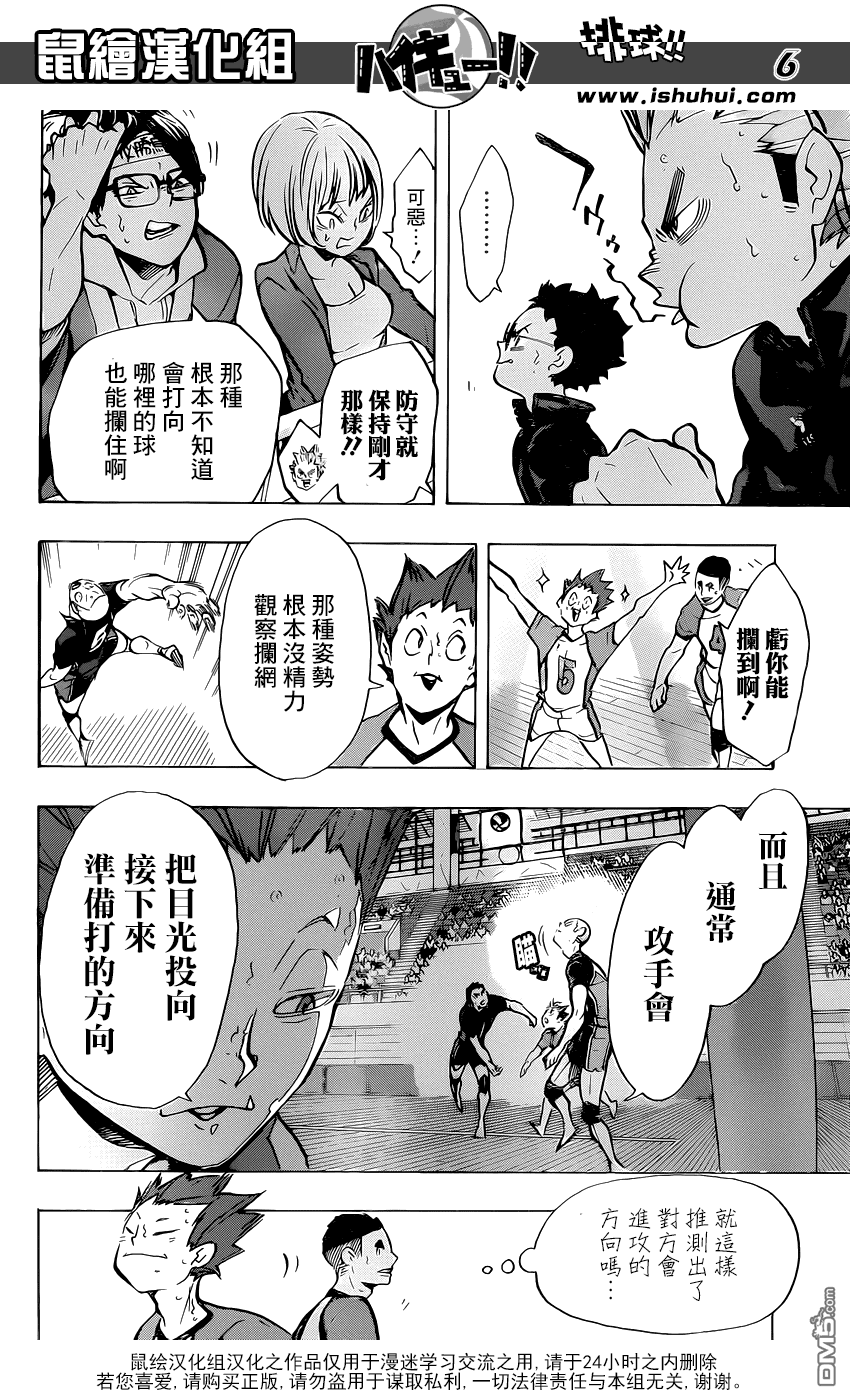 鼠繪漢化組
ハイキュー!!
排球!!
6
www.ishuhui.com
…………
可惡…!
防守就
保持剛才
那樣!!
那種
根本不知道
會打向
哪裡的球
也能攔住啊
虧你能
攔到啊!
5
那種姿勢
根本沒精力
觀察攔網
而且
通常
攻手會
瞄
把目光投向
接下來
準備打的方向
就這樣
推測出了
對方會
進攻的
方向嗎…
鼠绘汉化组汉化之作品仅用于漫迷学习交流之用, 请于24小时之内删除
若您喜爱, 请购买正版, 请勿用于谋取私利, 一切法律责任与本组无关, 谢谢。
DM5.com